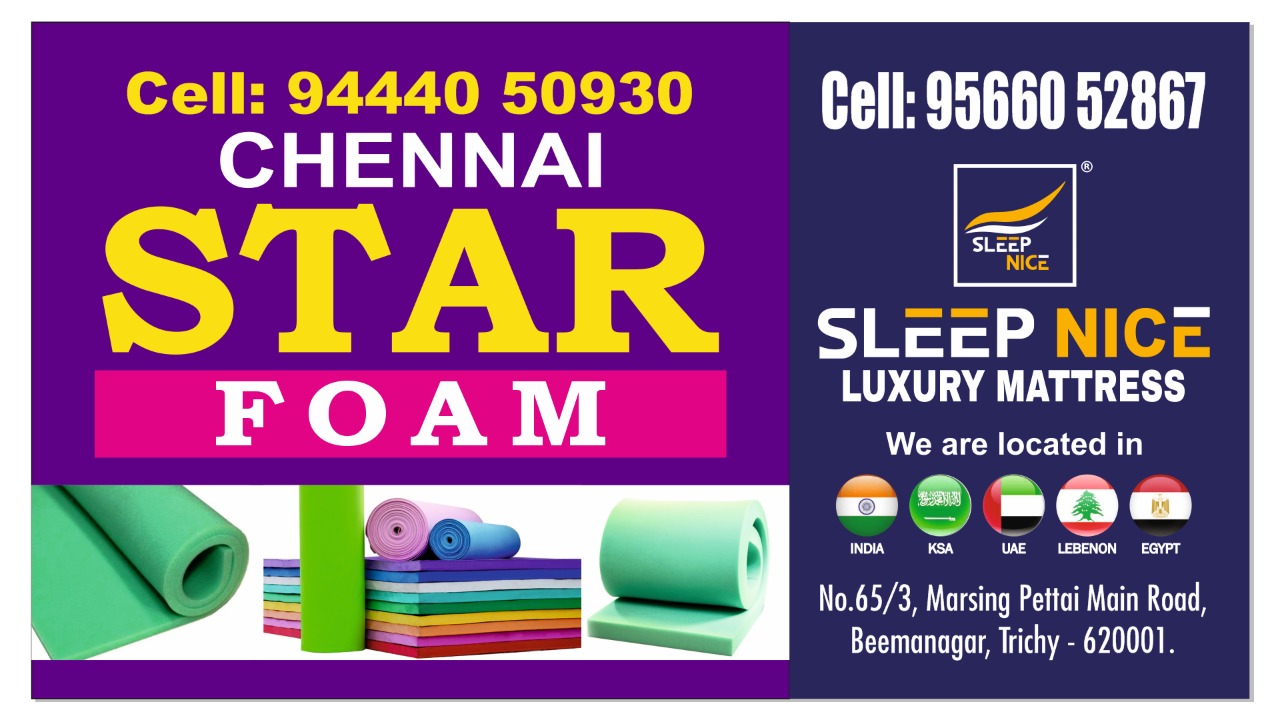 Cell: 94440 50930
CHENNAI
STAR
FOAM
Cell: 95660 52867
®
SLEEP
NICE
SLEEP NICE
LUXURY MATTRESS
We are located in
INDIA KSA UAE LEBENON EGYPT
No.65/3, Marsing Pettai Main Road,
Beemanagar, Trichy - 620001.